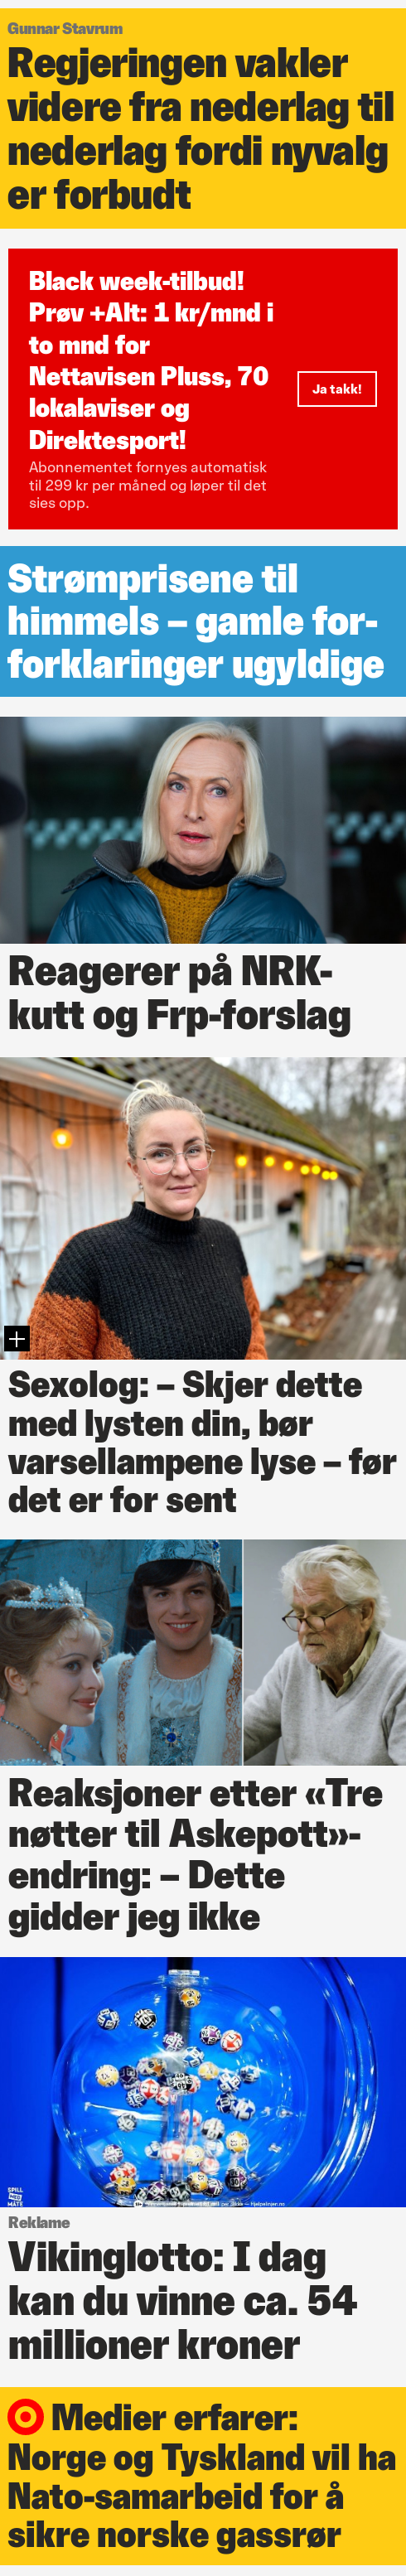 Gunnar Stavrum
Regjeringen vakler
videre fra nederlag til
nederlag fordi nyvalg
er forbudt
Black week-tilbud!
Prøv +Alt: 1 kr/mnd i
to mnd for
Nettavisen Pluss, 70
lokalaviser og
Direktesport!
Abonnementet fornyes automatisk
til 299 kr per måned og løper til det
sies opp.
Ja takk!
Strømprisene til
himmels – gamle for-
forklaringer ugyldige
Reagerer på NRK-
kutt og Frp-forslag
Sexolog: – Skjer dette
med lysten din, bør
varsellampene lyse – før
det er for sent
Reaksjoner etter «Tre
nøtter til Askepott»-
endring: – Dette
gidder jeg ikke
SPILL
MED
MÅTE
Hjelpelinjen.no
Reklame
Vikinglotto: I dag
kan du vinne ca. 54
millioner kroner
Medier erfarer:
Norge og Tyskland vil ha
Nato-samarbeid for å
sikre norske gassrør